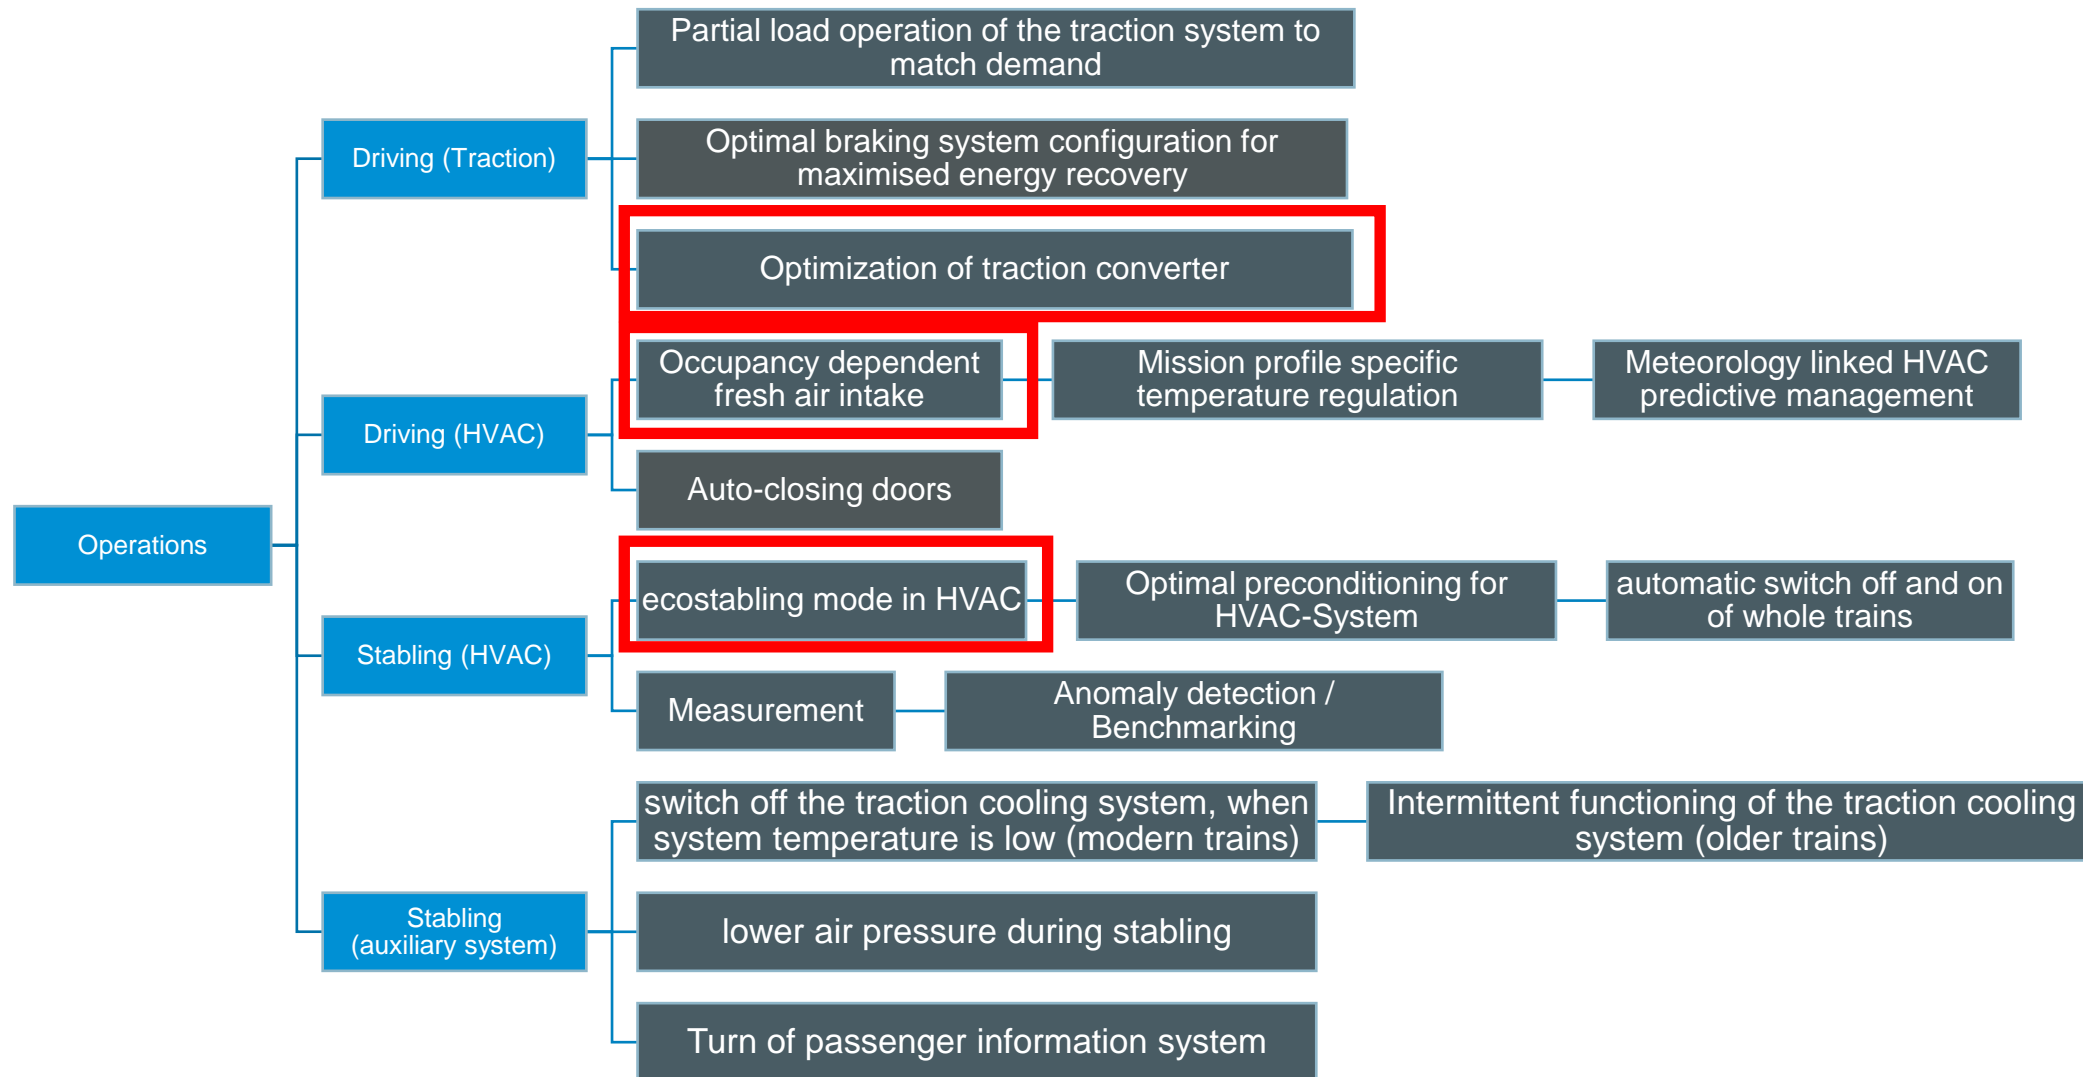 Operations
Driving (Traction)
Partial load operation of the traction system to
match demand
Optimal braking system configuration for
maximised energy recovery
Optimization of traction converter
Driving (HVAC)
Occupancy dependent
fresh air intake
Mission profile specific
temperature regulation
Meteorology linked HVAC
predictive management
Auto-closing doors
Stabling (HVAC)
ecostabling mode in HVAC
Optimal preconditioning for
HVAC-System
automatic switch off and on
of whole trains
Measurement
Anomaly detection /
Benchmarking
Stabling
(auxiliary system)
switch off the traction cooling system, when
system temperature is low (modern trains)
Intermittent functioning of the traction cooling
system (older trains)
lower air pressure during stabling
Turn of passenger information system